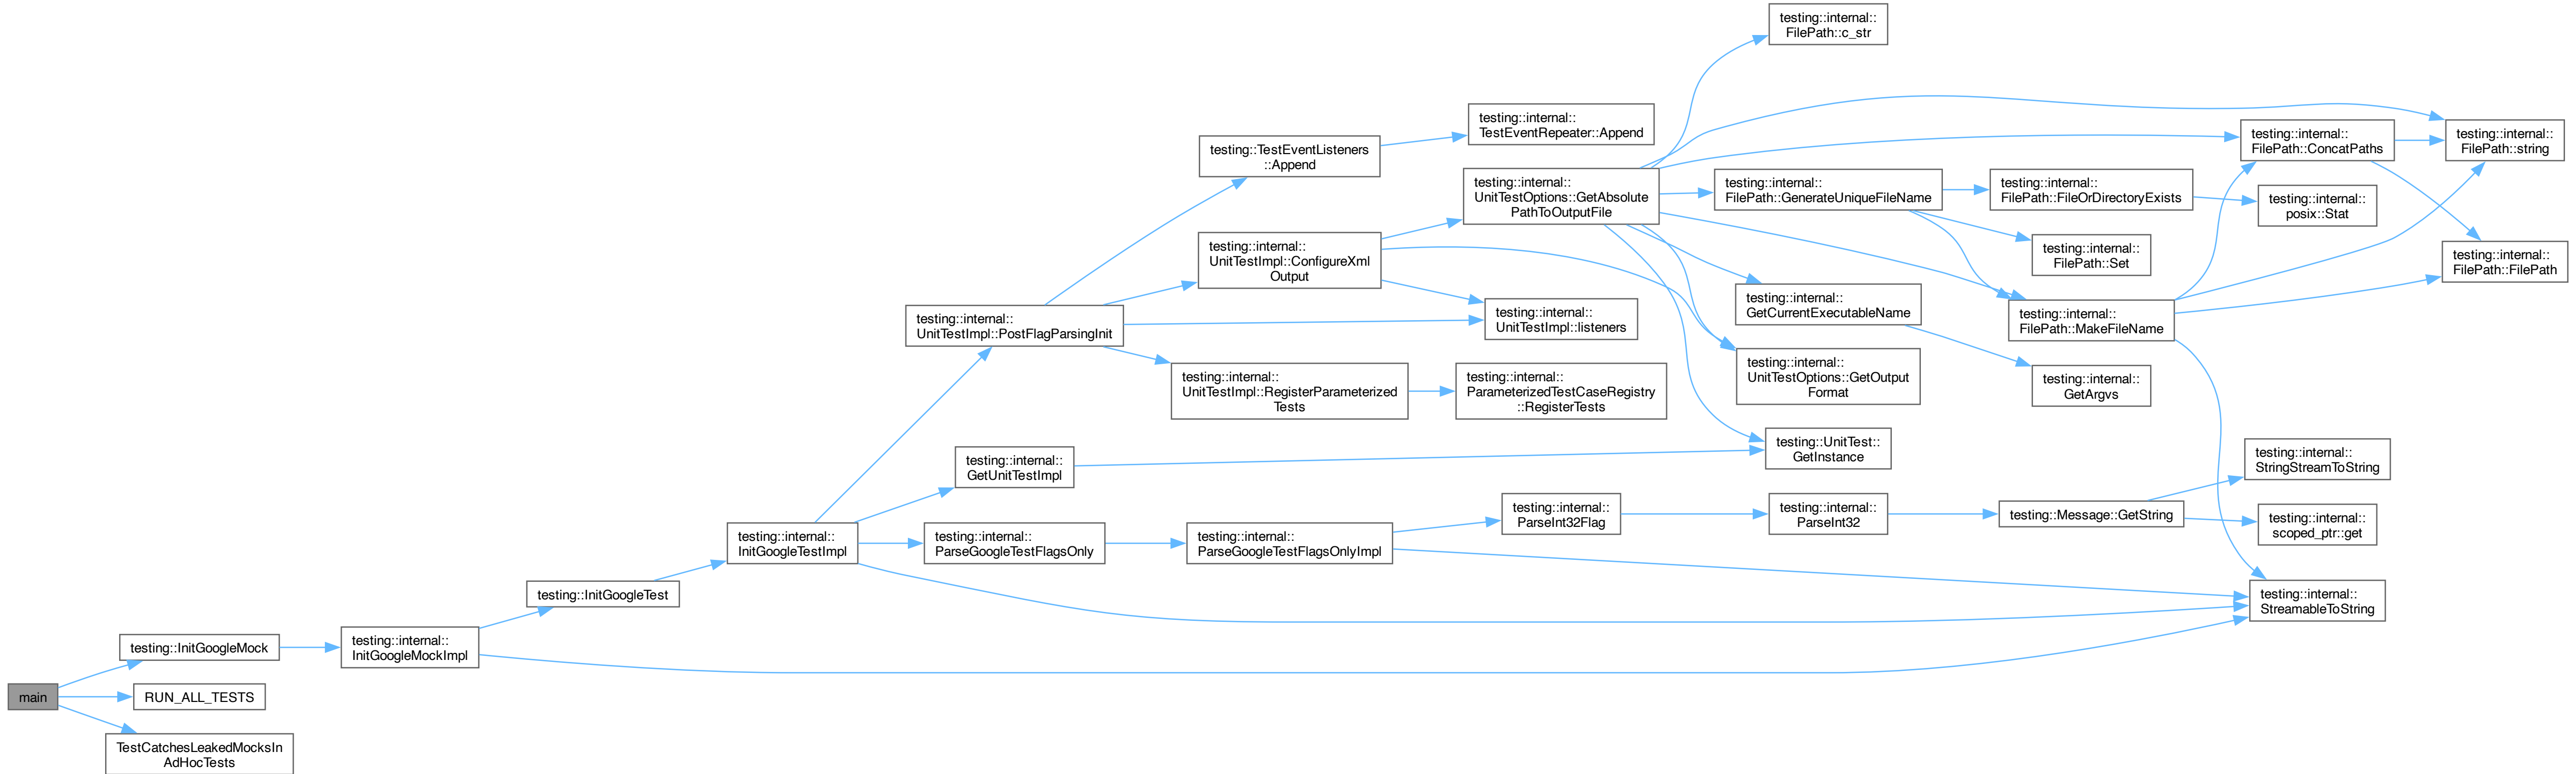 testing::internal::
FilePath::c_str
testing::internal::
TestEventRepeater::Append
testing::TestEventListeners
::Append
testing::internal::
FilePath::ConcatPaths
testing::internal::
FilePath::string
testing::internal::
UnitTestOptions::GetAbsolute
PathToOutputFile
testing::internal::
FilePath::GenerateUniqueFileName
testing::internal::
FilePath::FileOrDirectoryExists
testing::internal::
posix::Stat
testing::internal::
UnitTestImpl::ConfigureXml
Output
testing::internal::
FilePath::Set
testing::internal::
FilePath::FilePath
testing::internal::
GetCurrentExecutableName
testing::internal::
UnitTestImpl::PostFlagParsingInit
testing::internal::
UnitTestImpl::listeners
testing::internal::
FilePath::MakeFileName
testing::internal::
UnitTestImpl::RegisterParameterized
Tests
testing::internal::
ParameterizedTestCaseRegistry
::RegisterTests
testing::internal::
UnitTestOptions::GetOutput
Format
testing::internal::
GetArgvs
testing::internal::
GetUnitTestImpl
testing::UnitTest::
GetInstance
testing::internal::
StringStreamToString
testing::internal::
InitGoogleTestImpl
testing::internal::
ParseGoogleTestFlagsOnly
testing::internal::
ParseGoogleTestFlagsOnlyImpl
testing::internal::
ParseInt32Flag
testing::internal::
ParseInt32
testing::Message::GetString
testing::internal::
scoped_ptr::get
testing::InitGoogleTest
testing::internal::
StreamableToString
testing::InitGoogleMock
testing::internal::
InitGoogleMockImpl
main
RUN_ALL_TESTS
TestCatchesLeakedMocksIn
AdHocTests